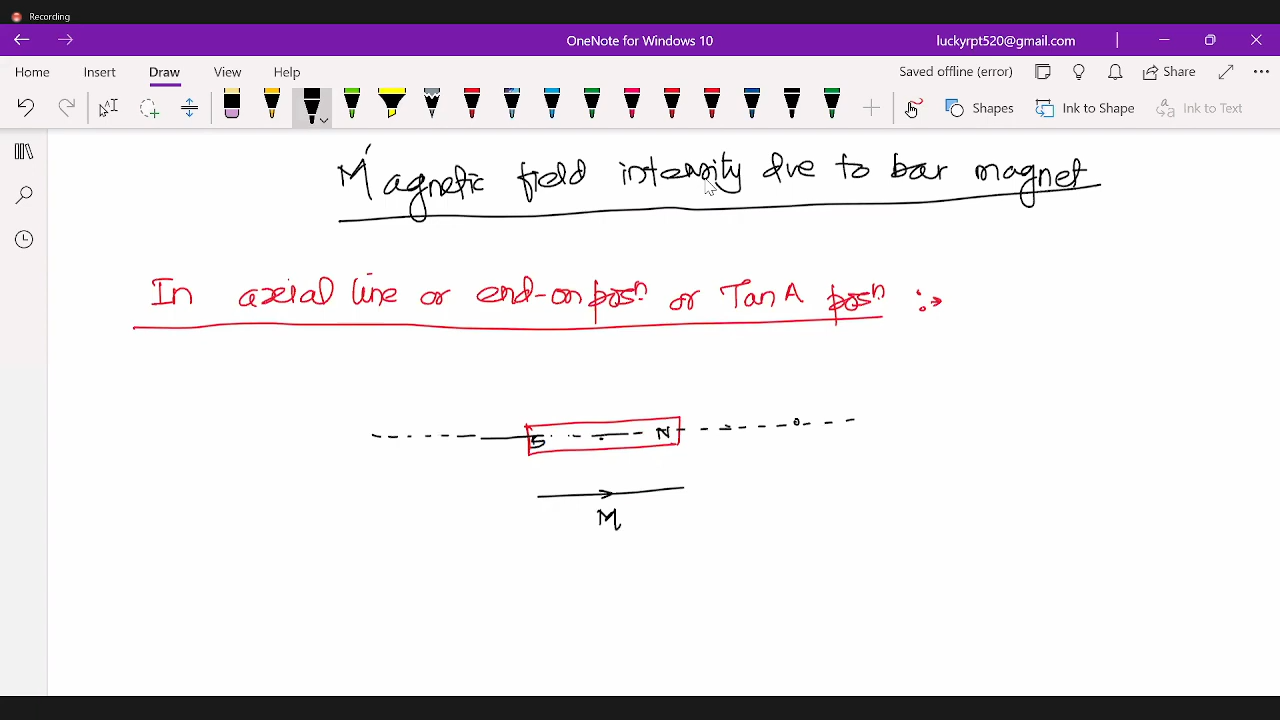 Recording
OneNote for Windows 10
luckyrpt520@gmail.com
Home Insert Draw View Help
Saved offline (error)
Share
Shapes
Ink to Shape
Ink to Text
Magnetic field intensity due to bar magnet
In axial line or end-on posn or Tan A posn :→
S N
M